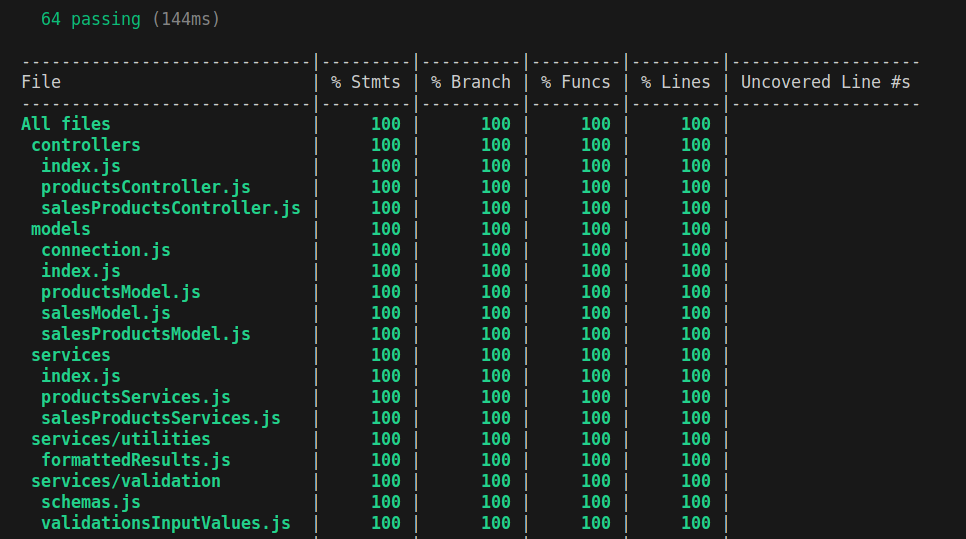 64 passing (144ms)
-----------------------------|---------|----------|---------|---------|-------------------
File                         | % Stmts | % Branch | % Funcs | % Lines | Uncovered Line #s
-----------------------------|---------|----------|---------|---------|-------------------
All files                    |     100 |      100 |     100 |     100 |
 controllers                 |     100 |      100 |     100 |     100 |
  index.js                   |     100 |      100 |     100 |     100 |
  productsController.js      |     100 |      100 |     100 |     100 |
  salesProductsController.js |     100 |      100 |     100 |     100 |
 models                      |     100 |      100 |     100 |     100 |
  connection.js              |     100 |      100 |     100 |     100 |
  index.js                   |     100 |      100 |     100 |     100 |
  productsModel.js           |     100 |      100 |     100 |     100 |
  salesModel.js              |     100 |      100 |     100 |     100 |
  salesProductsModel.js      |     100 |      100 |     100 |     100 |
 services                    |     100 |      100 |     100 |     100 |
  index.js                   |     100 |      100 |     100 |     100 |
  productsServices.js        |     100 |      100 |     100 |     100 |
  salesProductsServices.js   |     100 |      100 |     100 |     100 |
 services/utilities          |     100 |      100 |     100 |     100 |
  formattedResults.js        |     100 |      100 |     100 |     100 |
 services/validation         |     100 |      100 |     100 |     100 |
  schemas.js                 |     100 |      100 |     100 |     100 |
  validationsInputValues.js  |     100 |      100 |     100 |     100 |